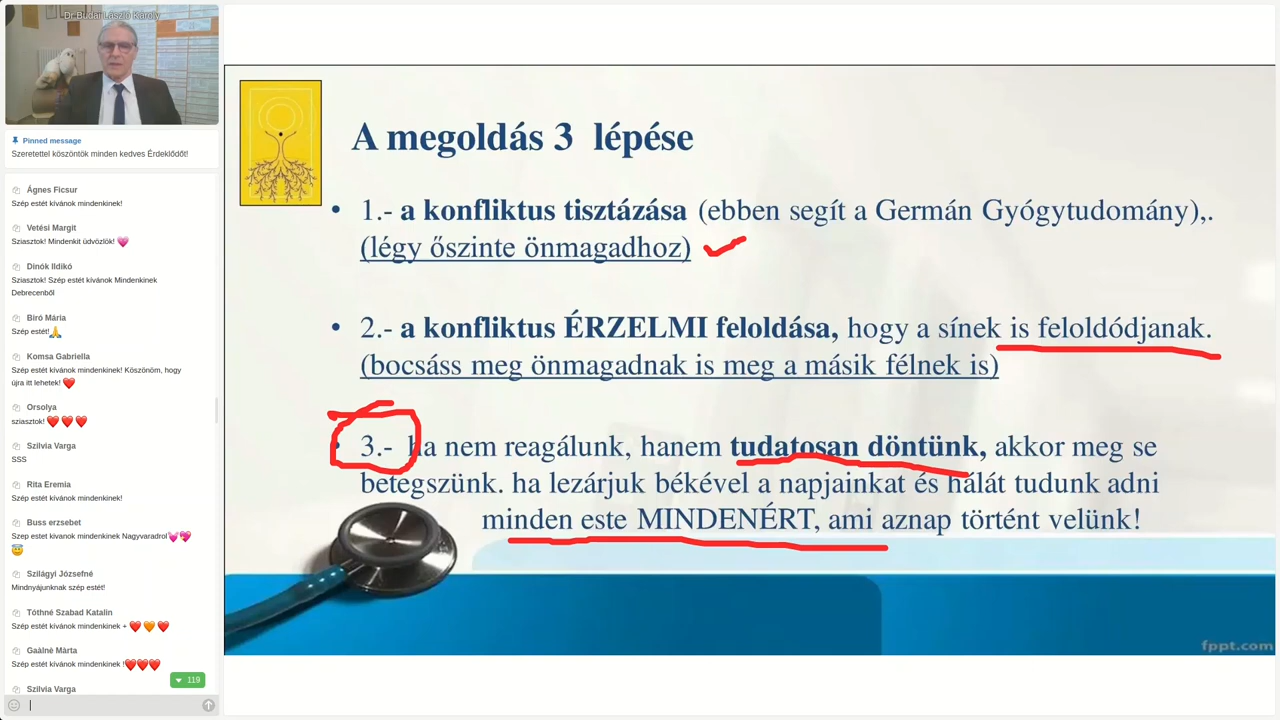 Dr Budai László Károly
Pinned message
Szeretettel köszöntök minden kedves Érdeklődőt!
Ágnes Ficsur
Szép estét kívánok mindenkinek!
Vetési Margit
Sziasztok! Mindenkit üdvözlök! 💗
Dinók Ildikó
Sziasztok! Szép estét kívánok Mindenkinek
Debrecenből
Bíró Mária
Szép estét!🙏
Komsa Gabriella
Szép estét kívánok mindenkinek! Köszönöm, hogy
újra itt lehetek! ❤️
Orsolya
sziasztok! ❤️ ❤️ ❤️
Szilvia Varga
SSS
Rita Eremia
Szép estét kívánok mindenkinek!
Buss erzsebet
Szep estet kivanok mindenkinek Nagyvaradrol💓💖
😇
Szilágyi Józsefné
Mindnyájunknak szép estét!
Tóthné Szabad Katalin
Szép estét kívánok mindenkinek + ❤️ 🧡 ❤️
Gaàlnè Màrta
Szép estét kívánok mindenkinek !❤️❤️❤️
119
Szilvia Varga
A megoldás 3 lépése
• 1.- a konfliktus tisztázása (ebben segít a Germán Gyógytudomány),.
(légy őszinte önmagadhoz)
• 2.- a konfliktus ÉRZELMI feloldása, hogy a sínek is feloldódjanak.
(bocsáss meg önmagadnak is meg a másik félnek is)
• 3.- ha nem reagálunk, hanem tudatosan döntünk, akkor meg se
betegszünk. ha lezárjuk békével a napjainkat és hálát tudunk adni
minden este MINDENÉRT, ami aznap történt velünk!
fppt.com